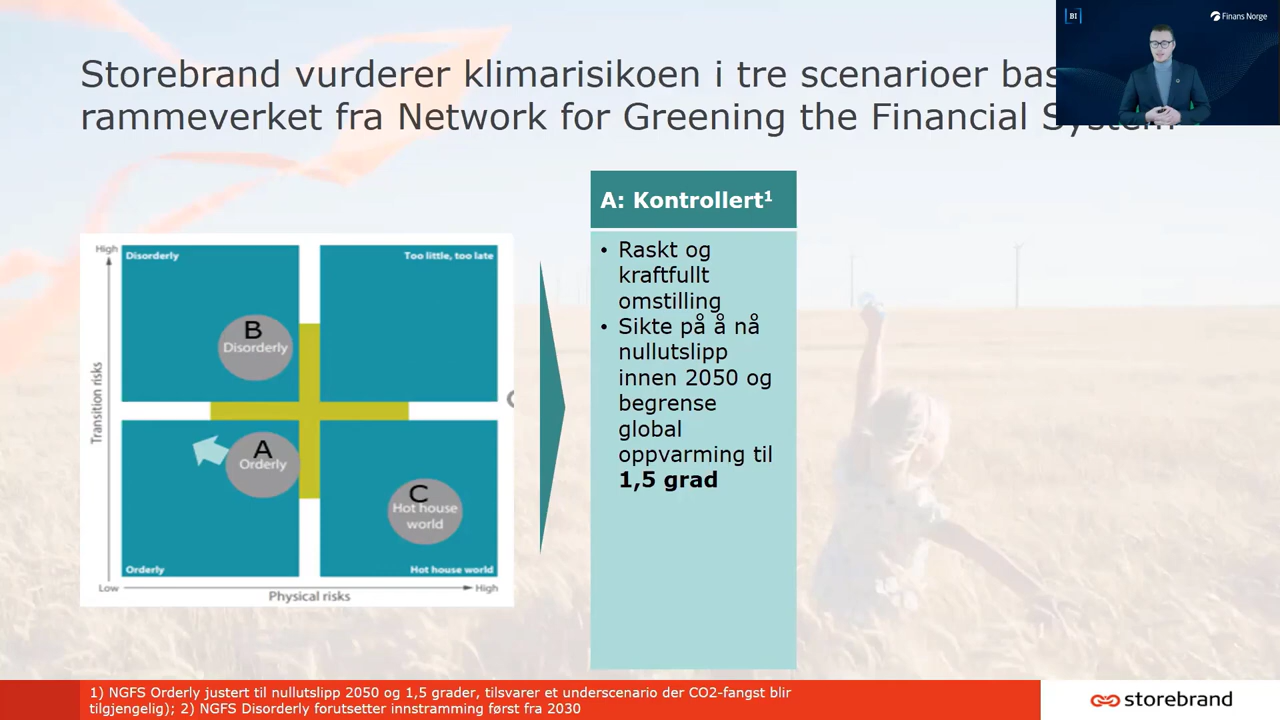 Storebrand vurderer klimarisikoen i tre scenarioer bas
rammeverket fra Network for Greening the Financial System
BI
Finans Norge
High
Disorderly
Too little, too late
B
Disorderly
Transition risks
A
Orderly
C
Hot house
world
Orderly
Hot house world
Low
High
Physical risks
A: Kontrollert¹
• Raskt og
kraftfullt
omstilling
• Sikte på å nå
nullutslipp
innen 2050 og
begrense
global
oppvarming til
1,5 grad
1) NGFS Orderly justert til nullutslipp 2050 og 1,5 grader, tilsvarer et underscenario der CO2-fangst blir
tilgjengelig); 2) NGFS Disorderly forutsetter innstramming først fra 2030
storebrand